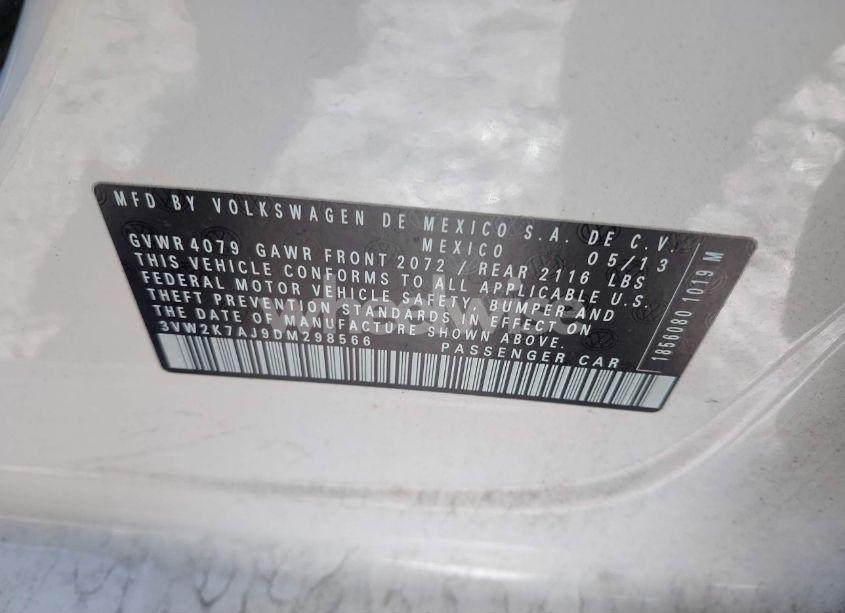 MFD BY VOLKSWAGEN DE MEXICO S.A. DE C.V.
MEXICO 05/13
GVWR4079 GAWR FRONT 2072 / REAR 2116 LBS
THIS VEHICLE CONFORMS TO ALL APPLICABLE U.S.
FEDERAL MOTOR VEHICLE SAFETY, BUMPER AND
THEFT PREVENTION STANDARDS IN EFFECT ON
THE DATE OF MANUFACTURE SHOWN ABOVE.
3VW2K7AJ9DM298566 PASSENGER CAR
1856080 1019 M